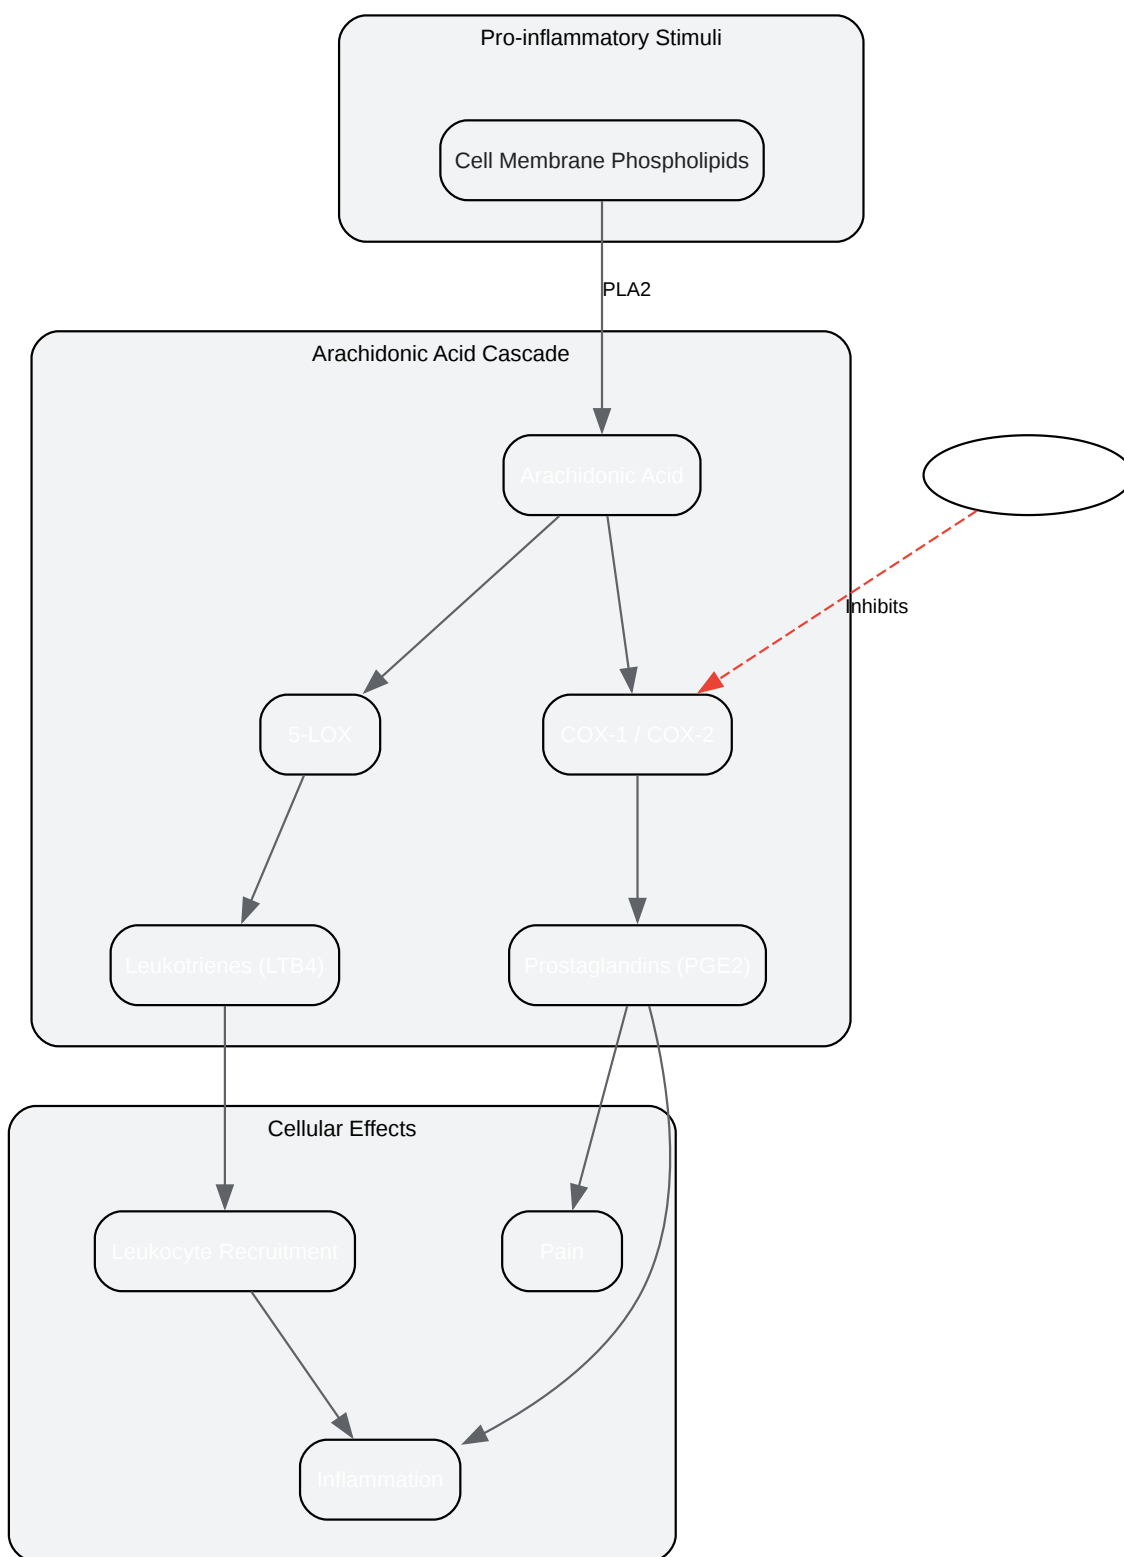 Pro-inflammatory Stimuli
Cell Membrane Phospholipids
PLA2
Arachidonic Acid Cascade
Arachidonic Acid
Inhibits
5-LOX
COX-1 / COX-2
Leukotrienes (LTB4)
Prostaglandins (PGE2)
Cellular Effects
Leukocyte Recruitment
Pain
Inflammation